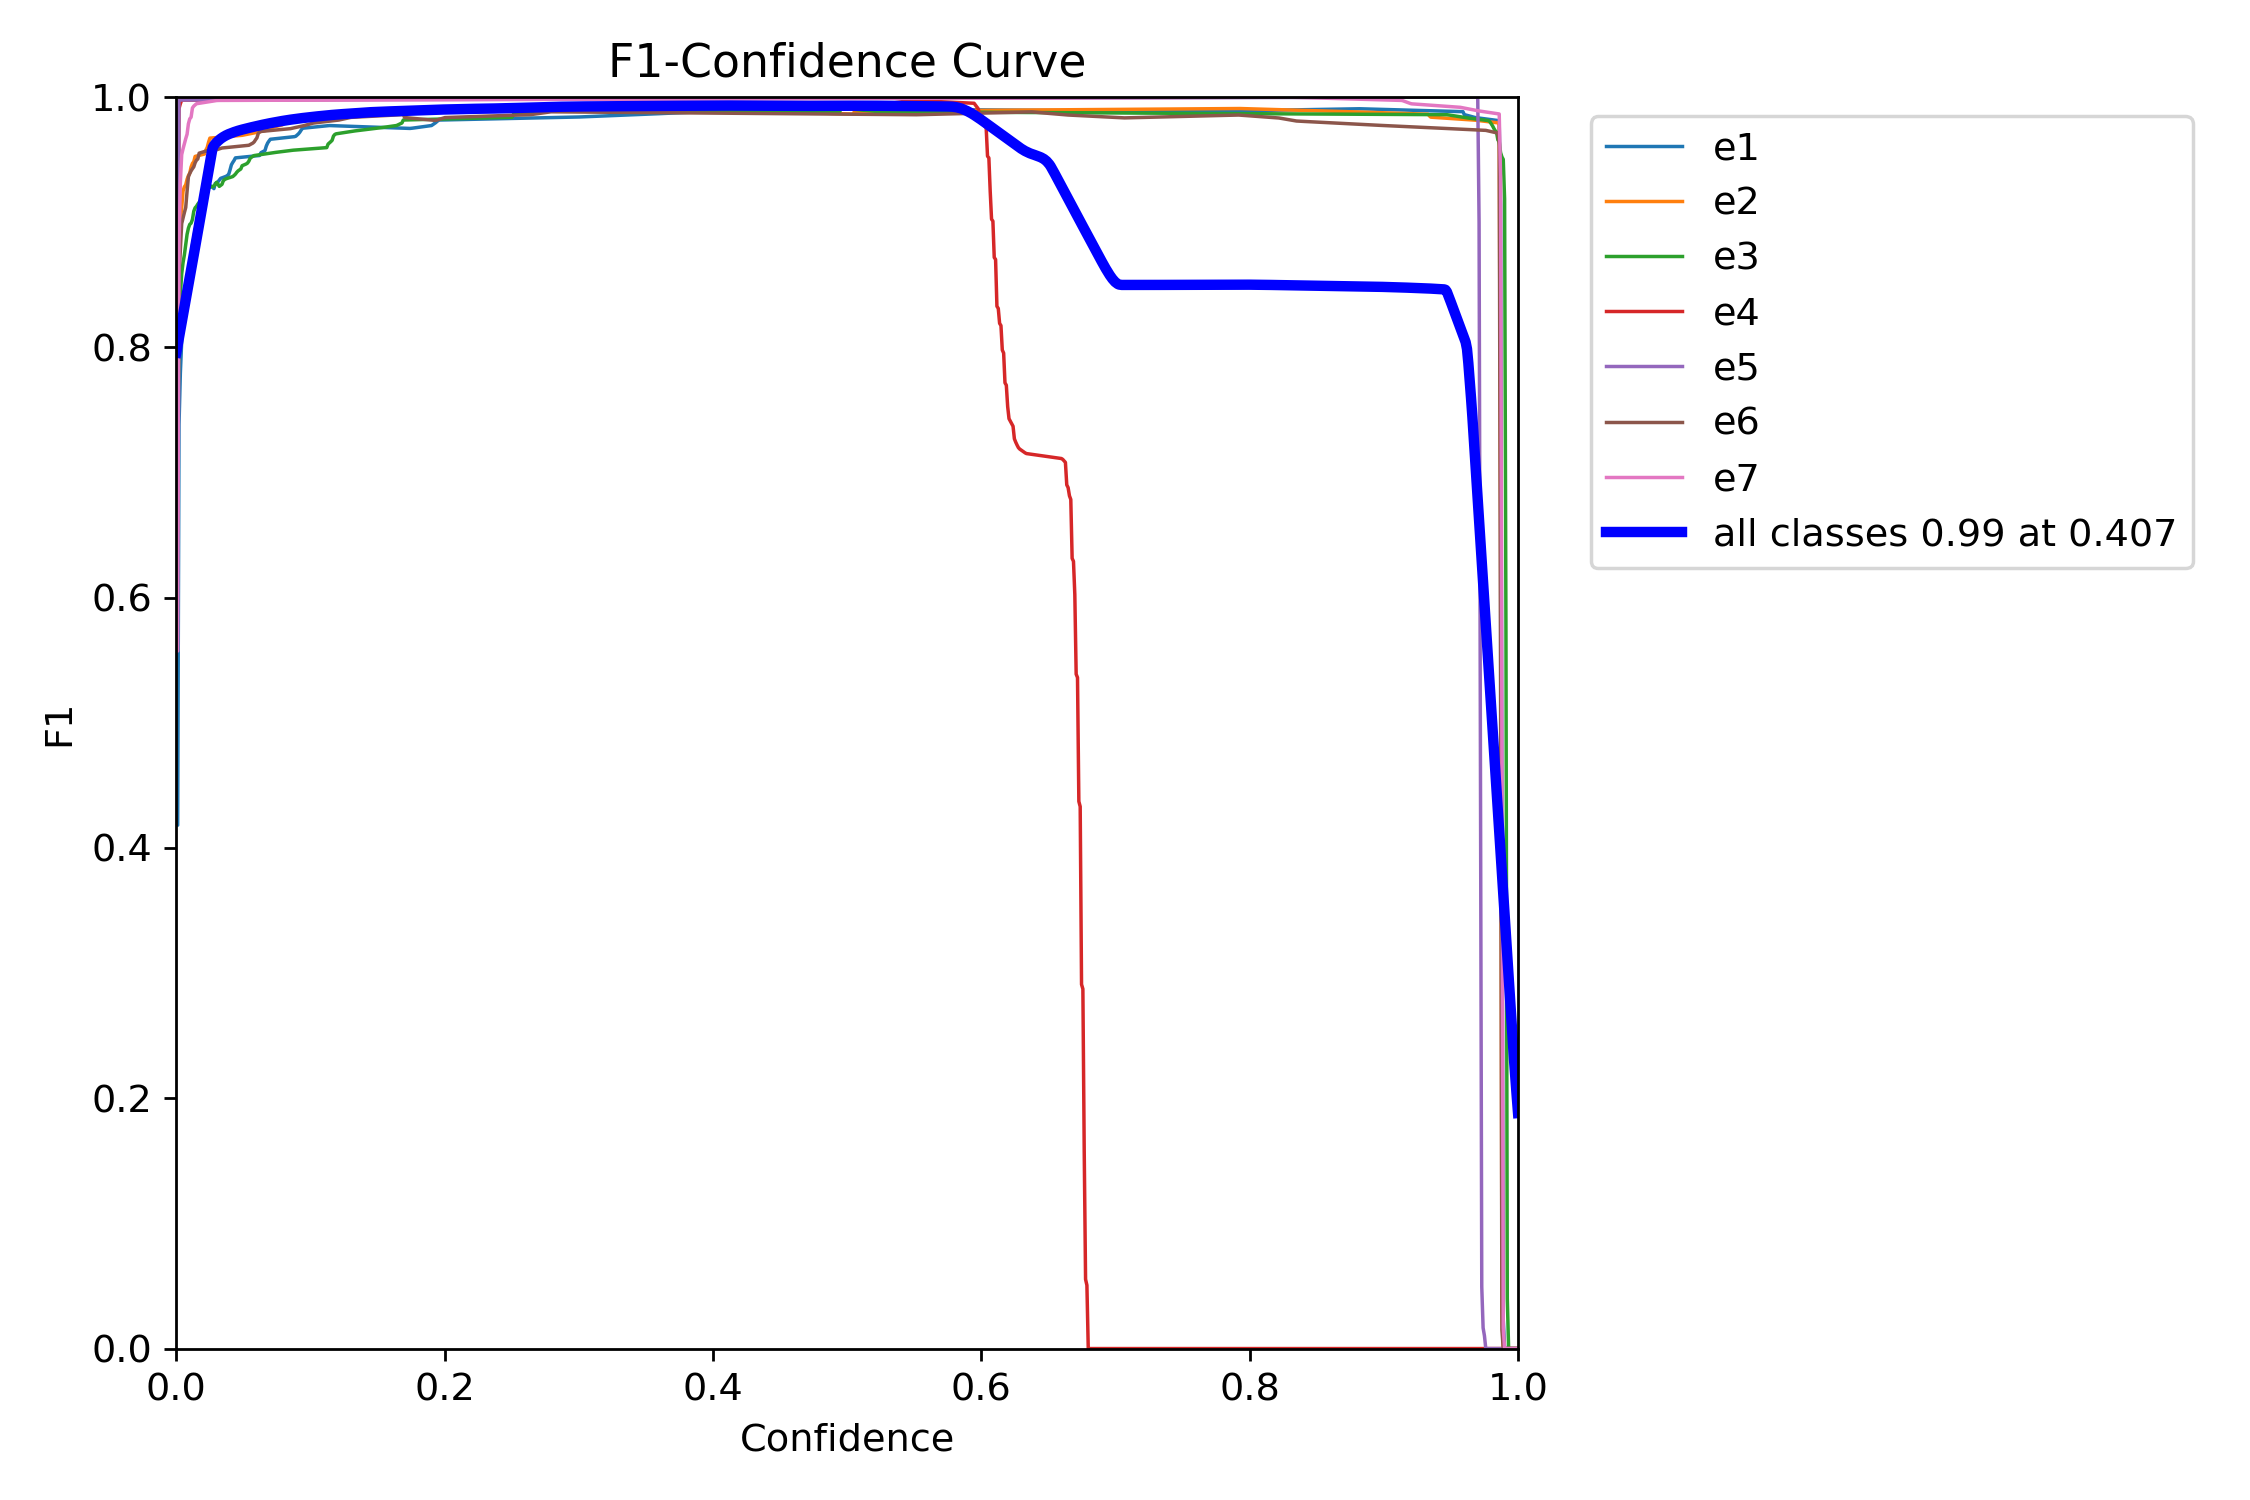 F1-Confidence Curve
1.0
0.8
0.6
0.4
0.2
0.0
F1
0.0 0.2 0.4 0.6 0.8 1.0
Confidence
e1
e2
e3
e4
e5
e6
e7
all classes 0.99 at 0.407